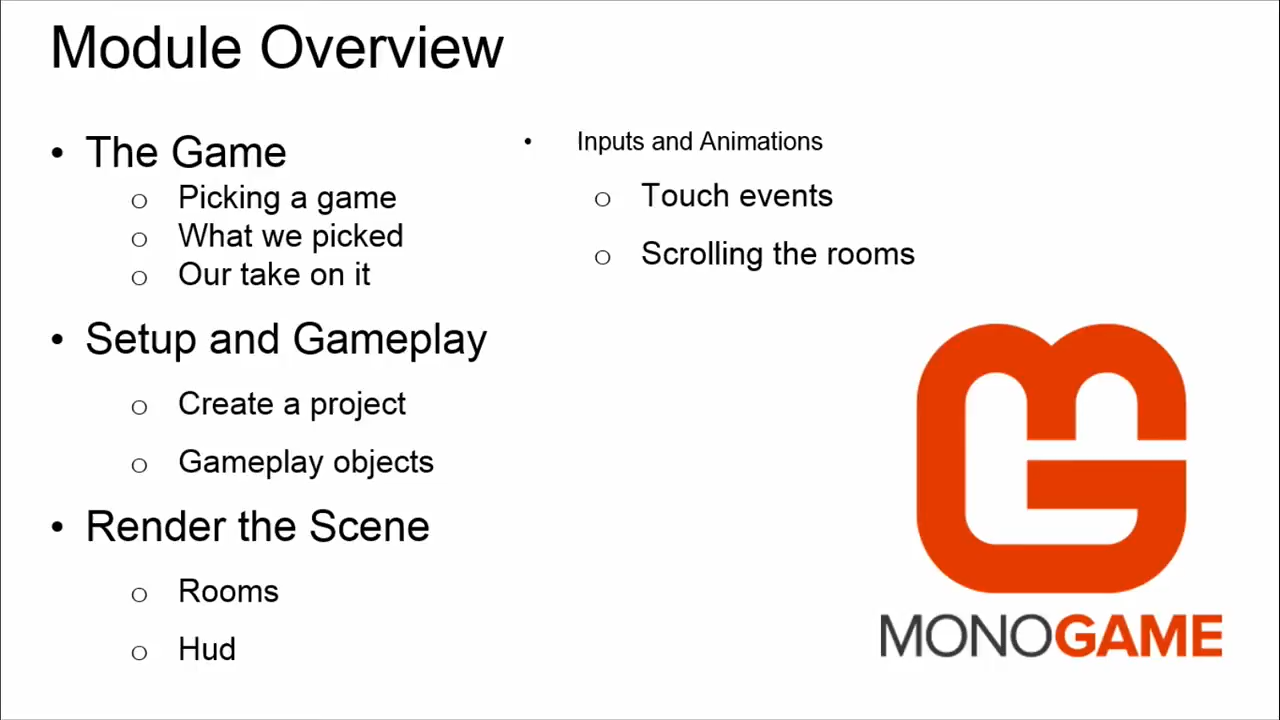 Module Overview
• The Game
o Picking a game
o What we picked
o Our take on it
• Setup and Gameplay
o Create a project
o Gameplay objects
• Render the Scene
o Rooms
o Hud
• Inputs and Animations
o Touch events
o Scrolling the rooms
MONOGAME